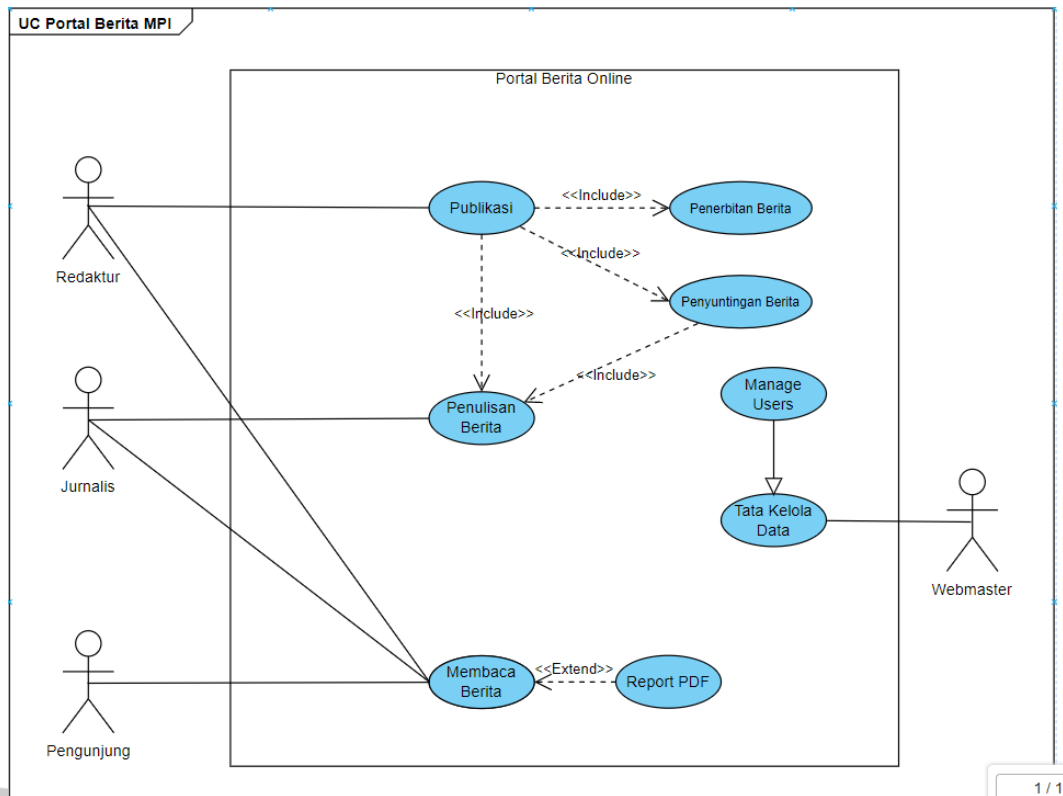 UC Portal Berita MPI
Portal Berita Online
Redaktur
Publikasi
<<Include>>
Penerbitan Berita
<<Include>>
Penyuntingan Berita
<<Include>>
<<Include>>
Jurnalis
Penulisan
Berita
Manage
Users
Tata Kelola
Data
Webmaster
Pengunjung
Membaca
Berita
<<Extend>>
Report PDF
1 / 1